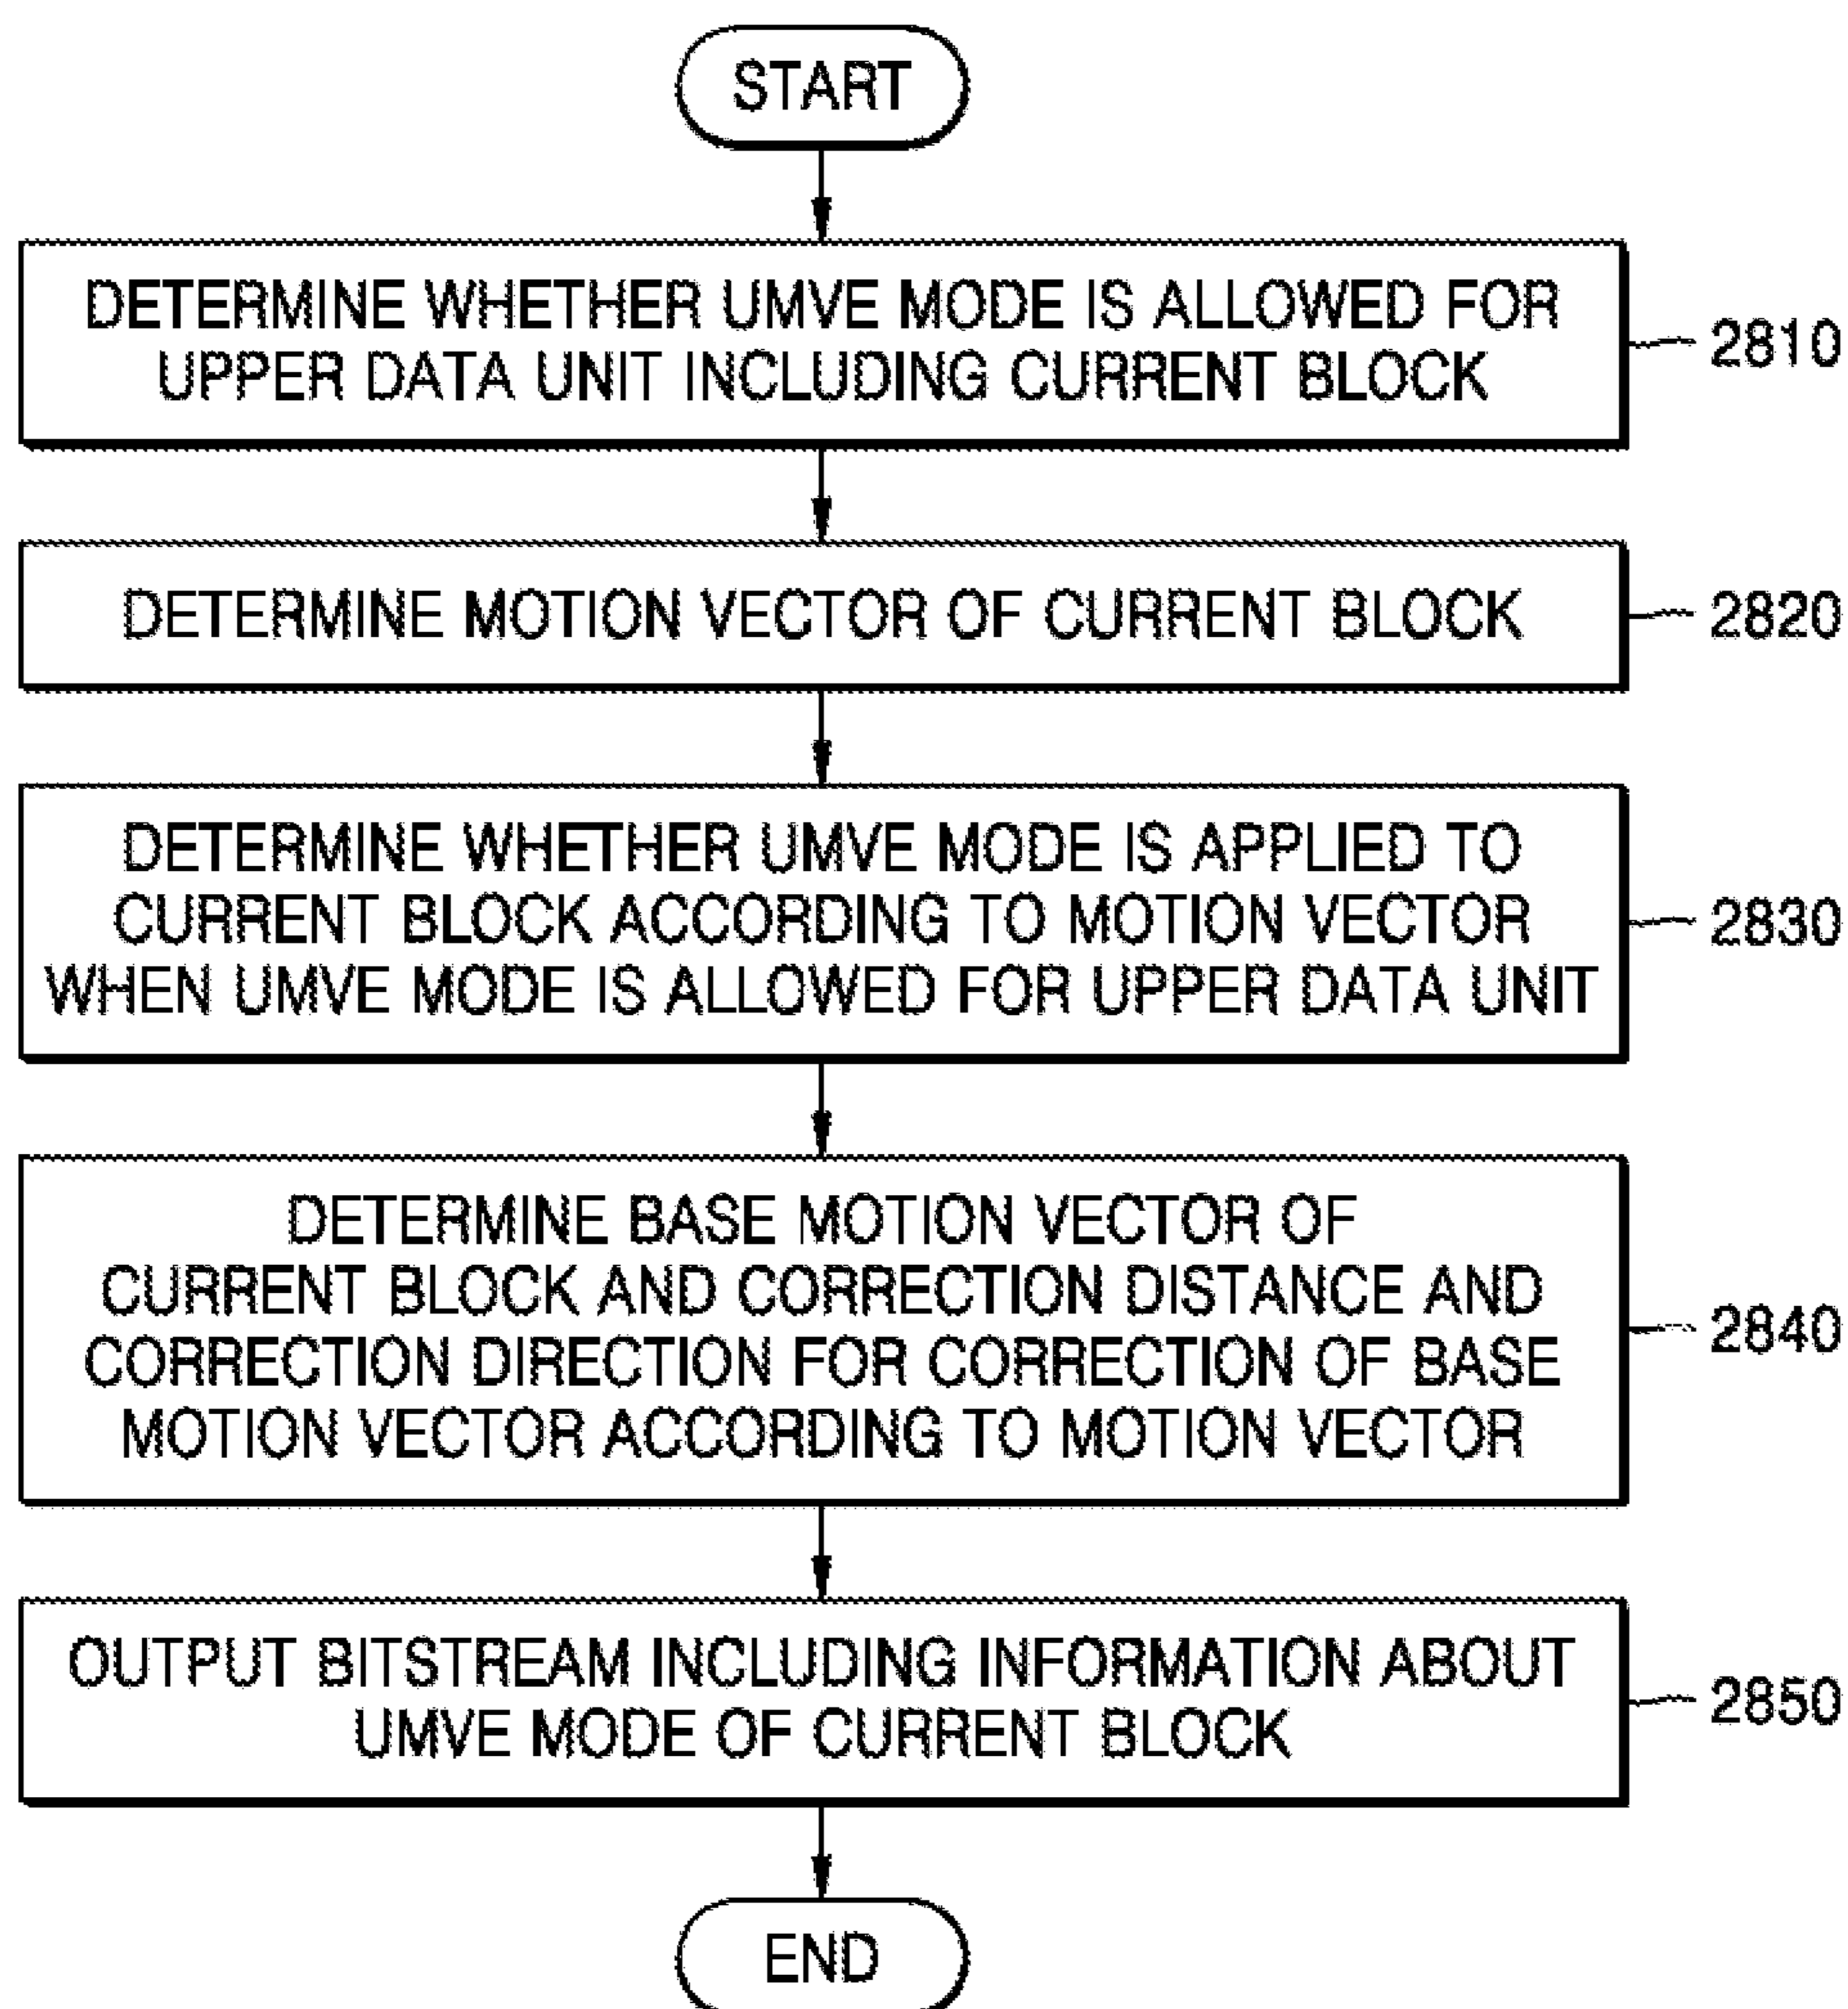 START
DETERMINE WHETHER UMVE MODE IS ALLOWED FOR
UPPER DATA UNIT INCLUDING CURRENT BLOCK
2810
DETERMINE MOTION VECTOR OF CURRENT BLOCK
2820
DETERMINE WHETHER UMVE MODE IS APPLIED TO
CURRENT BLOCK ACCORDING TO MOTION VECTOR
WHEN UMVE MODE IS ALLOWED FOR UPPER DATA UNIT
2830
DETERMINE BASE MOTION VECTOR OF
CURRENT BLOCK AND CORRECTION DISTANCE AND
CORRECTION DIRECTION FOR CORRECTION OF BASE
MOTION VECTOR ACCORDING TO MOTION VECTOR
2840
OUTPUT BITSTREAM INCLUDING INFORMATION ABOUT
UMVE MODE OF CURRENT BLOCK
2850
END